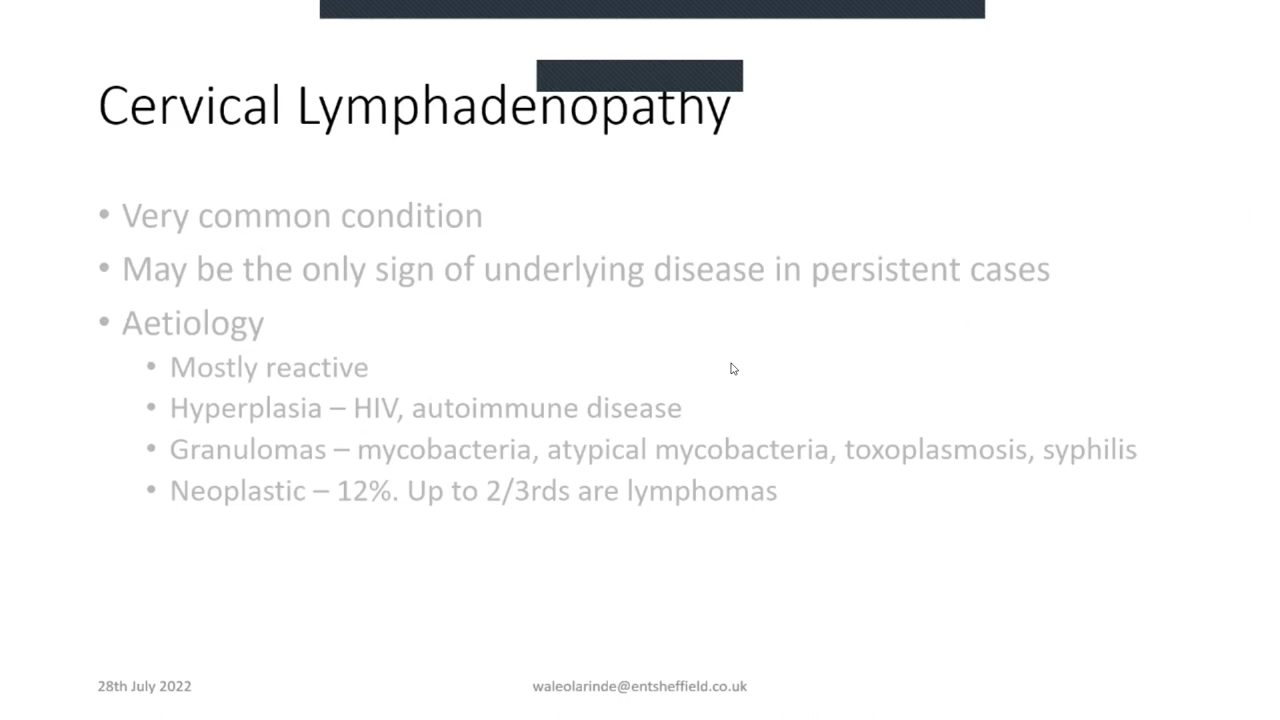 Cervical Lymphadenopathy
• Very common condition
• May be the only sign of underlying disease in persistent cases
• Aetiology
• Mostly reactive
• Hyperplasia – HIV, autoimmune disease
• Granulomas – mycobacteria, atypical mycobacteria, toxoplasmosis, syphilis
• Neoplastic – 12%. Up to 2/3rds are lymphomas
28th July 2022
waleolarinde@entsheffield.co.uk